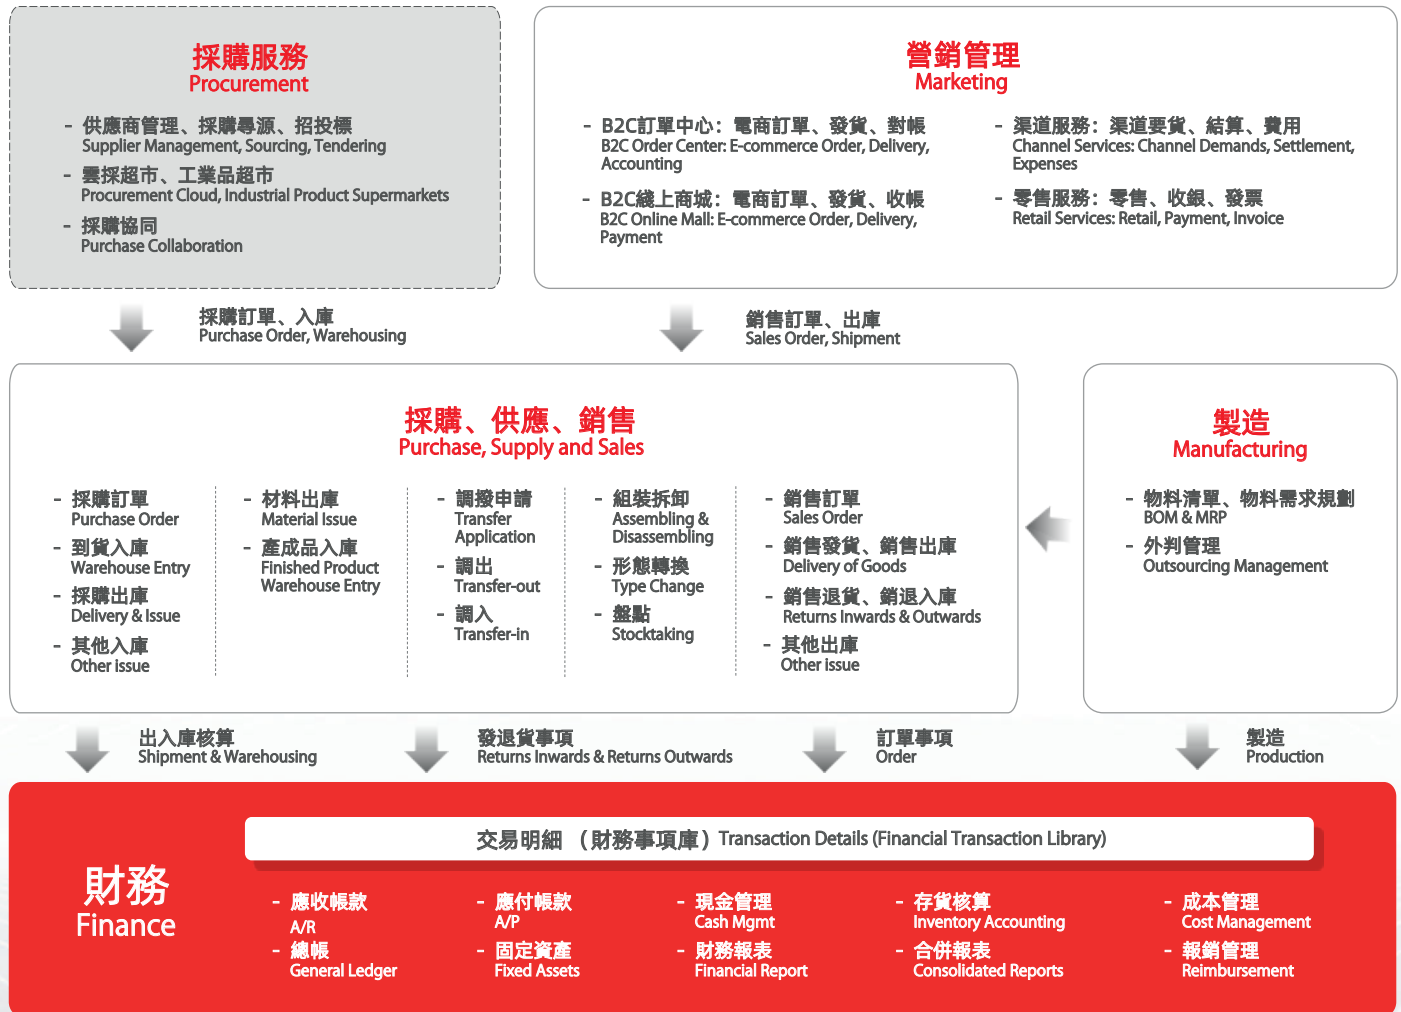 採購服務
Procurement
- 供應商管理、採購尋源、招投標
Supplier Management, Sourcing, Tendering
- 雲採超市、工業品超市
Procurement Cloud, Industrial Product Supermarkets
- 採購協同
Purchase Collaboration
營銷管理
Marketing
- B2C訂單中心：電商訂單、發貨、對帳
B2C Order Center: E-commerce Order, Delivery,
Accounting
- B2C綫上商城：電商訂單、發貨、收帳
B2C Online Mall: E-commerce Order, Delivery,
Payment
- 渠道服務：渠道要貨、結算、費用
Channel Services: Channel Demands, Settlement,
Expenses
- 零售服務：零售、收銀、發票
Retail Services: Retail, Payment, Invoice
採購訂單、入庫
Purchase Order, Warehousing
銷售訂單、出庫
Sales Order, Shipment
採購、供應、銷售
Purchase, Supply and Sales
- 採購訂單
Purchase Order
- 到貨入庫
Warehouse Entry
- 採購出庫
Delivery & Issue
- 其他入庫
Other issue
- 材料出庫
Material Issue
- 產成品入庫
Finished Product
Warehouse Entry
- 調撥申請
Transfer
Application
- 調出
Transfer-out
- 調入
Transfer-in
- 組裝拆卸
Assembling &
Disassembling
- 形態轉換
Type Change
- 盤點
Stocktaking
- 銷售訂單
Sales Order
- 銷售發貨、銷售出庫
Delivery of Goods
- 銷售退貨、銷退入庫
Returns Inwards & Outwards
- 其他出庫
Other issue
製造
Manufacturing
- 物料清單、物料需求規劃
BOM & MRP
- 外判管理
Outsourcing Management
出入庫核算
Shipment & Warehousing
發退貨事項
Returns Inwards & Returns Outwards
訂單事項
Order
製造
Production
財務
Finance
交易明細 （財務事項庫）Transaction Details (Financial Transaction Library)
- 應收帳款
A/R
- 總帳
General Ledger
- 應付帳款
A/P
- 固定資產
Fixed Assets
- 現金管理
Cash Mgmt
- 財務報表
Financial Report
- 存貨核算
Inventory Accounting
- 合併報表
Consolidated Reports
- 成本管理
Cost Management
- 報銷管理
Reimbursement